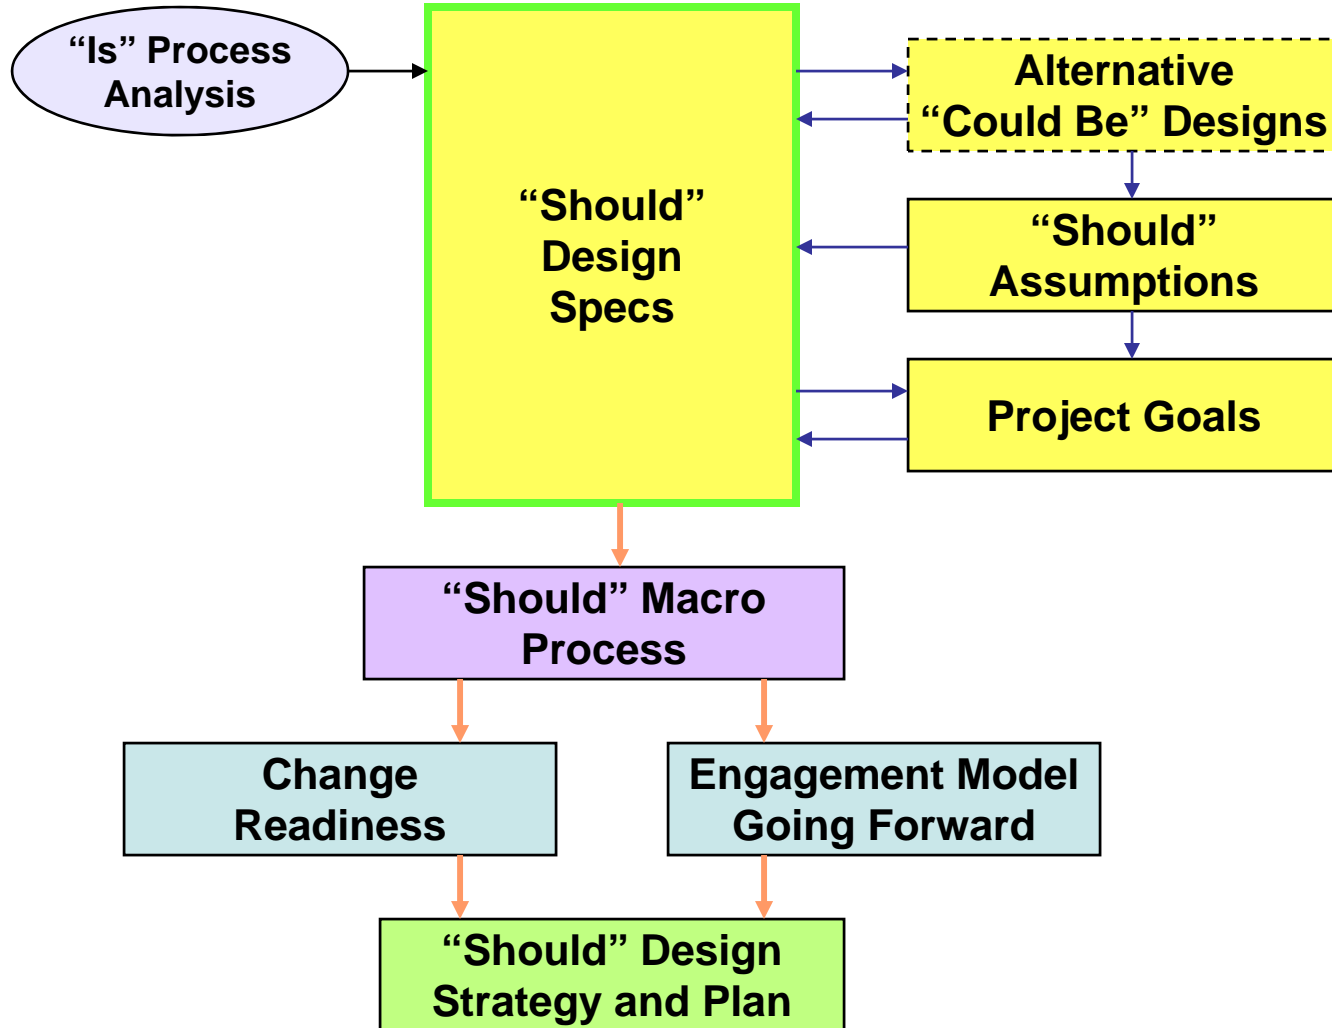 “Is” Process
Analysis
Alternative
“Could Be” Designs
“Should”
Design
Specs
“Should”
Assumptions
Project Goals
“Should” Macro
Process
Change
Readiness
Engagement Model
Going Forward
“Should” Design
Strategy and Plan